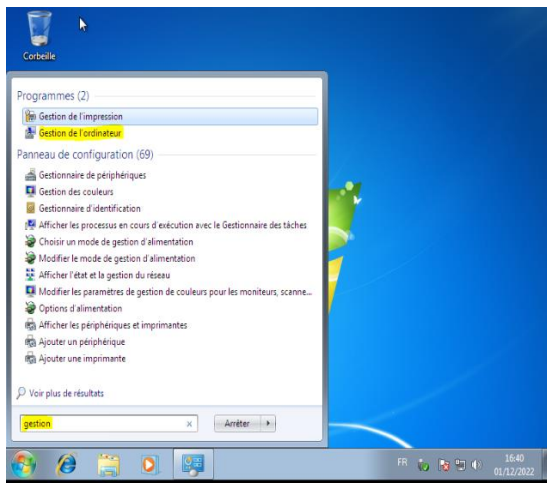 Corbeille
Programmes (2)
Gestion de l'impression
Gestion de l'ordinateur
Panneau de configuration (69)
Gestionnaire de périphériques
Gestion des couleurs
Gestionnaire d'identification
Afficher les processus en cours d'exécution avec le Gestionnaire des tâches
Choisir un mode de gestion d'alimentation
Modifier le mode de gestion d'alimentation
Afficher l'état et la gestion du réseau
Modifier les paramètres de gestion de couleurs pour les moniteurs, scanne...
Options d'alimentation
Afficher les périphériques et imprimantes
Ajouter un périphérique
Ajouter une imprimante
Voir plus de résultats
gestion
Arrêter
FR
16:40
01/12/2022